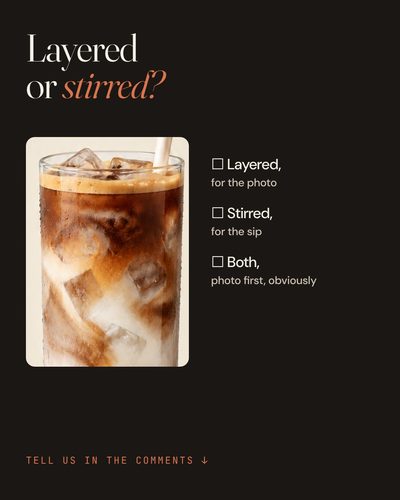 Layered
or stirred?
☐ Layered,
for the photo
☐ Stirred,
for the sip
☐ Both,
photo first, obviously
TELL US IN THE COMMENTS ↓